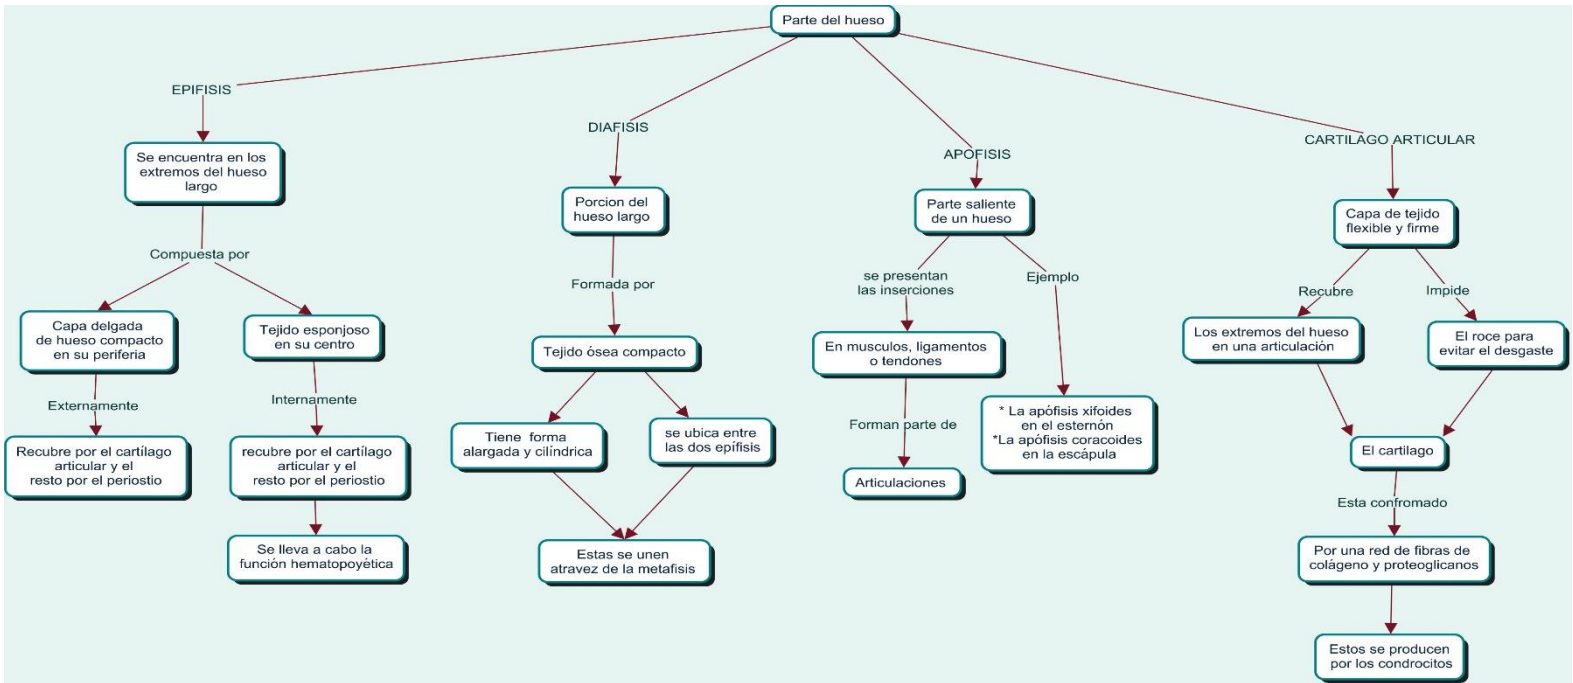 Parte del hueso
EPIFISIS
Se encuentra en los
extremos del hueso
largo
Compuesta por
Capa delgada
de hueso compacto
en su periferia
Externamente
Recubre por el cartílago
articular y el
resto por el periostio
Tejido esponjoso
en su centro
Internamente
recubre por el cartílago
articular y el
resto por el periostio
Se lleva a cabo la
función hematopoyética
DIAFISIS
Porcion del
hueso largo
Formada por
Tejido ósea compacto
Tiene forma
alargada y cilíndrica
se ubica entre
las dos epífisis
Estas se unen
atravez de la metafisis
APOFISIS
Parte saliente
de un hueso
se presentan
las inserciones
En musculos, ligamentos
o tendones
Forman parte de
Articulaciones
Ejemplo
* La apófisis xifoides
en el esternón
*La apófisis coracoides
en la escápula
CARTILAGO ARTICULAR
Capa de tejido
flexible y firme
Recubre
Los extremos del hueso
en una articulación
Impide
El roce para
evitar el desgaste
El cartilago
Esta confromado
Por una red de fibras de
colágeno y proteoglicanos
Estos se producen
por los condrocitos